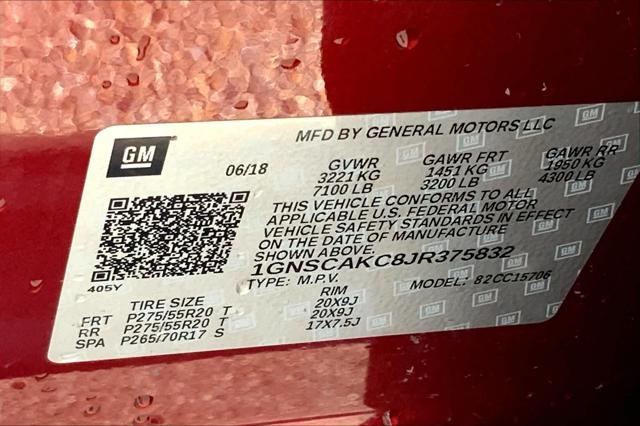 MFD BY GENERAL MOTORS LLC
GM
06/18 GVWR GAWR FRT GAWR RR
3221 KG 1451 KG 1950 KG
7100 LB 3200 LB 4300 LB
THIS VEHICLE CONFORMS TO ALL
APPLICABLE U.S. FEDERAL MOTOR
VEHICLE SAFETY STANDARDS IN EFFECT
ON THE DATE OF MANUFACTURE
SHOWN ABOVE.
1GNSCAKC8JR375832
405Y
TYPE: M.P.V. MODEL: 82CC15706
TIRE SIZE RIM
FRT P275/55R20 T 20X9J
RR P275/55R20 T 20X9J
SPA P265/70R17 S 17X7.5J